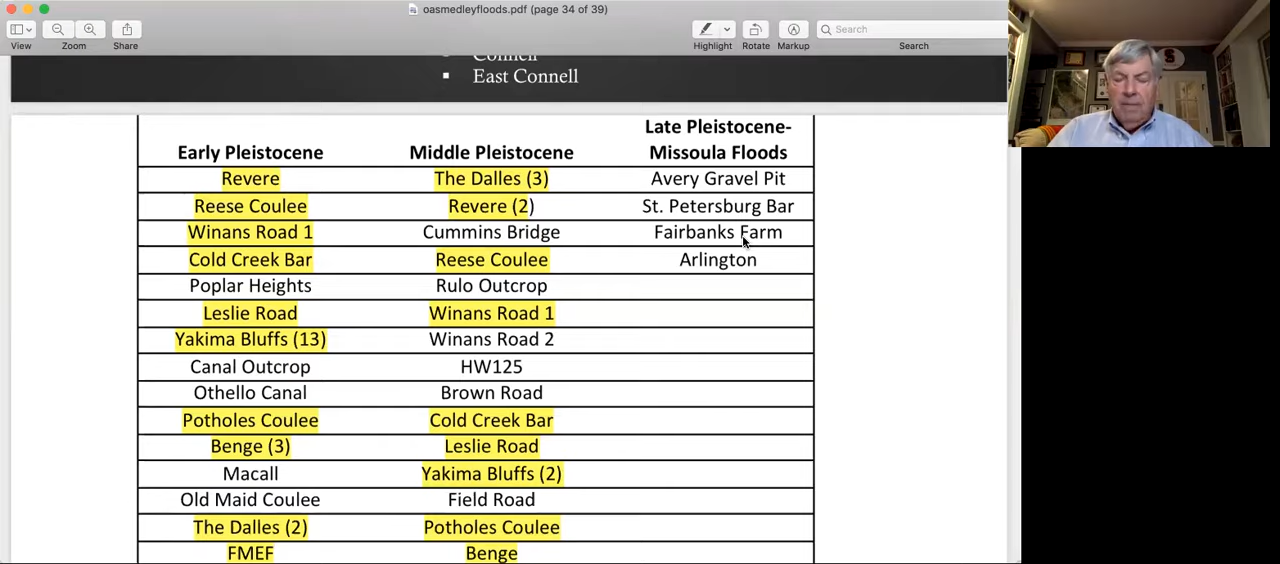 oasmedleyfloods.pdf (page 34 of 39)
View
Zoom
Share
Highlight
Rotate
Markup
Search
Search
▪ East Connell
Early Pleistocene Middle Pleistocene Late Pleistocene-
Missoula Floods
Revere The Dalles (3) Avery Gravel Pit
Reese Coulee Revere (2) St. Petersburg Bar
Winans Road 1 Cummins Bridge Fairbanks Farm
Cold Creek Bar Reese Coulee Arlington
Poplar Heights Rulo Outcrop
Leslie Road Winans Road 1
Yakima Bluffs (13) Winans Road 2
Canal Outcrop HW125
Othello Canal Brown Road
Potholes Coulee Cold Creek Bar
Benge (3) Leslie Road
Macall Yakima Bluffs (2)
Old Maid Coulee Field Road
The Dalles (2) Potholes Coulee
FMEF Benge